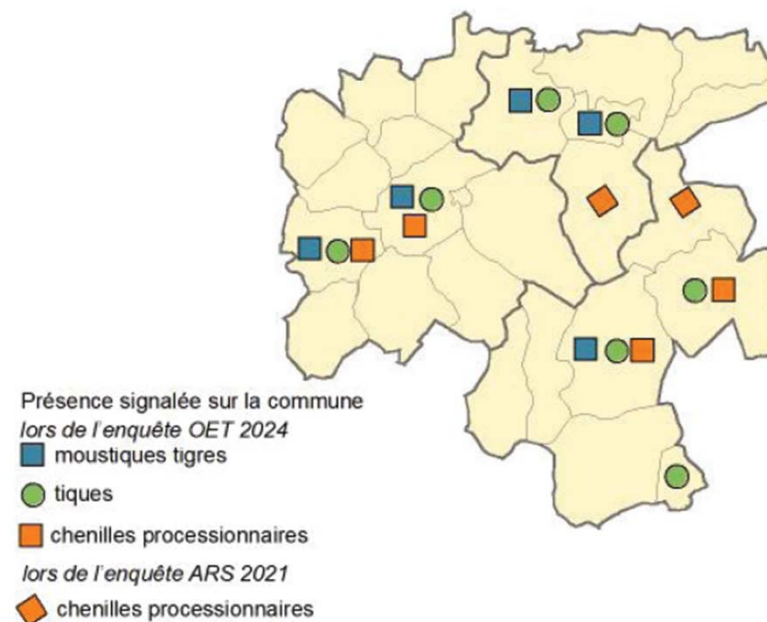 Présence signalée sur la commune
lors de l'enquête OET 2024
moustiques tigres
tiques
chenilles processionnaires
lors de l'enquête ARS 2021
chenilles processionnaires